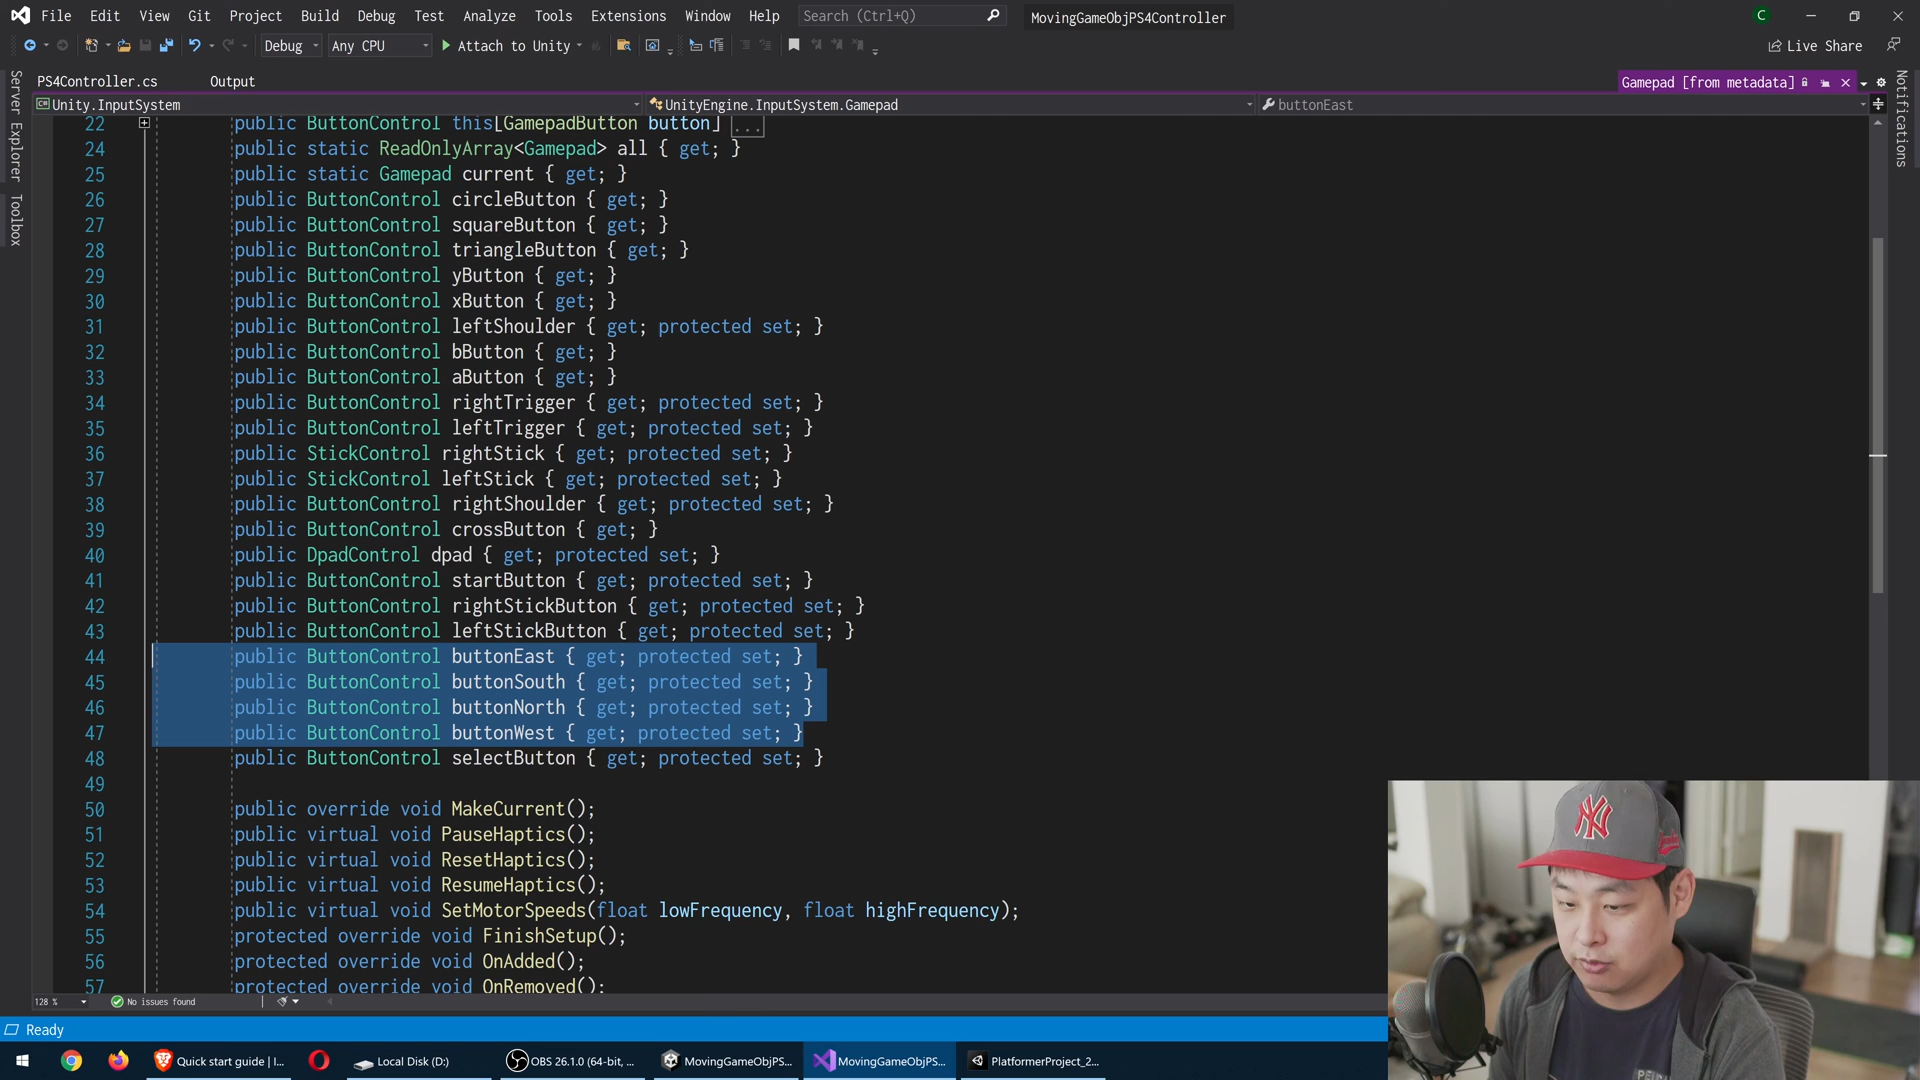 File Edit View Git Project Build Debug Test Analyze Tools Extensions Window Help Search (Ctrl+Q) MovingGameObjPS4Controller C
Debug Any CPU Attach to Unity Live Share
PS4Controller.cs Output Gamepad [from metadata]
Unity.InputSystem UnityEngine.InputSystem.Gamepad buttonEast
Server Explorer
Toolbox
Notifications
22 public ButtonControl this[GamepadButton button] ...
24 public static ReadOnlyArray<Gamepad> all { get; }
25 public static Gamepad current { get; }
26 public ButtonControl circleButton { get; }
27 public ButtonControl squareButton { get; }
28 public ButtonControl triangleButton { get; }
29 public ButtonControl yButton { get; }
30 public ButtonControl xButton { get; }
31 public ButtonControl leftShoulder { get; protected set; }
32 public ButtonControl bButton { get; }
33 public ButtonControl aButton { get; }
34 public ButtonControl rightTrigger { get; protected set; }
35 public ButtonControl leftTrigger { get; protected set; }
36 public StickControl rightStick { get; protected set; }
37 public StickControl leftStick { get; protected set; }
38 public ButtonControl rightShoulder { get; protected set; }
39 public ButtonControl crossButton { get; }
40 public DpadControl dpad { get; protected set; }
41 public ButtonControl startButton { get; protected set; }
42 public ButtonControl rightStickButton { get; protected set; }
43 public ButtonControl leftStickButton { get; protected set; }
44 public ButtonControl buttonEast { get; protected set; }
45 public ButtonControl buttonSouth { get; protected set; }
46 public ButtonControl buttonNorth { get; protected set; }
47 public ButtonControl buttonWest { get; protected set; }
48 public ButtonControl selectButton { get; protected set; }
49
50 public override void MakeCurrent();
51 public virtual void PauseHaptics();
52 public virtual void ResetHaptics();
53 public virtual void ResumeHaptics();
54 public virtual void SetMotorSpeeds(float lowFrequency, float highFrequency);
55 protected override void FinishSetup();
56 protected override void OnAdded();
57 protected override void OnRemoved();
128 % No issues found
Ready
Quick start guide | I... Local Disk (D:) OBS 26.1.0 (64-bit, ... MovingGameObjPS... MovingGameObjPS... PlatformerProject_2...
NY